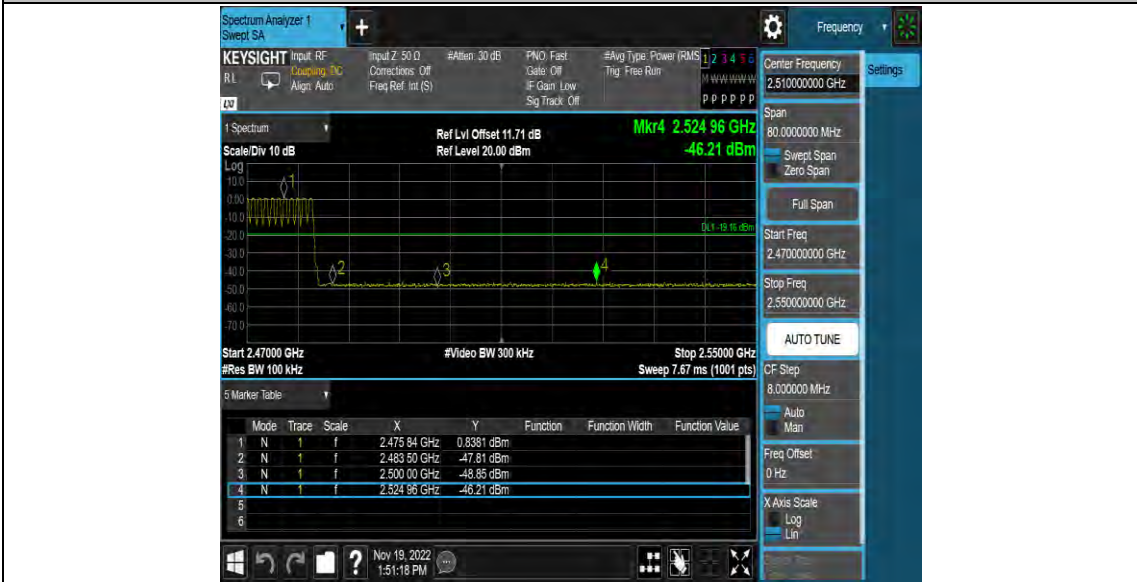 Spectrum Analyzer 1
Swept SA
+
Frequency
KEYSIGHT Input: RF Input Z: 50 Ω #Atten: 30 dB PNO: Fast #Avg Type: Power (RMS 1 2 3 4 5 6
R L Coupling: DC Corrections: Off Gate: Off Trig: Free Run M W W W W W
Align: Auto Freq Ref: Int (S) IF Gain: Low
LXI Sig Track: Off P P P P P P
1 Spectrum
Ref Lvl Offset 11.71 dB Mkr4 2.524 96 GHz
Scale/Div 10 dB Ref Level 20.00 dBm -46.21 dBm
Log
10.0
0.00
-10.0
-20.0
-30.0
-40.0
-50.0
-60.0
-70.0
1
2
3
4
DL1 -19.16 dBm
Start 2.47000 GHz #Video BW 300 kHz Stop 2.55000 GHz
#Res BW 100 kHz Sweep 7.67 ms (1001 pts)
5 Marker Table
Mode Trace Scale X Y Function Function Width Function Value
1 N 1 f 2.475 84 GHz 0.8381 dBm
2 N 1 f 2.483 50 GHz -47.81 dBm
3 N 1 f 2.500 00 GHz -48.85 dBm
4 N 1 f 2.524 96 GHz -46.21 dBm
5
6
?
Nov 19, 2022
1:51:18 PM
Center Frequency
2.510000000 GHz
Settings
Span
80.0000000 MHz
Swept Span
Zero Span
Full Span
Start Freq
2.470000000 GHz
Stop Freq
2.550000000 GHz
AUTO TUNE
CF Step
8.000000 MHz
Auto
Man
Freq Offset
0 Hz
X Axis Scale
Log
Lin